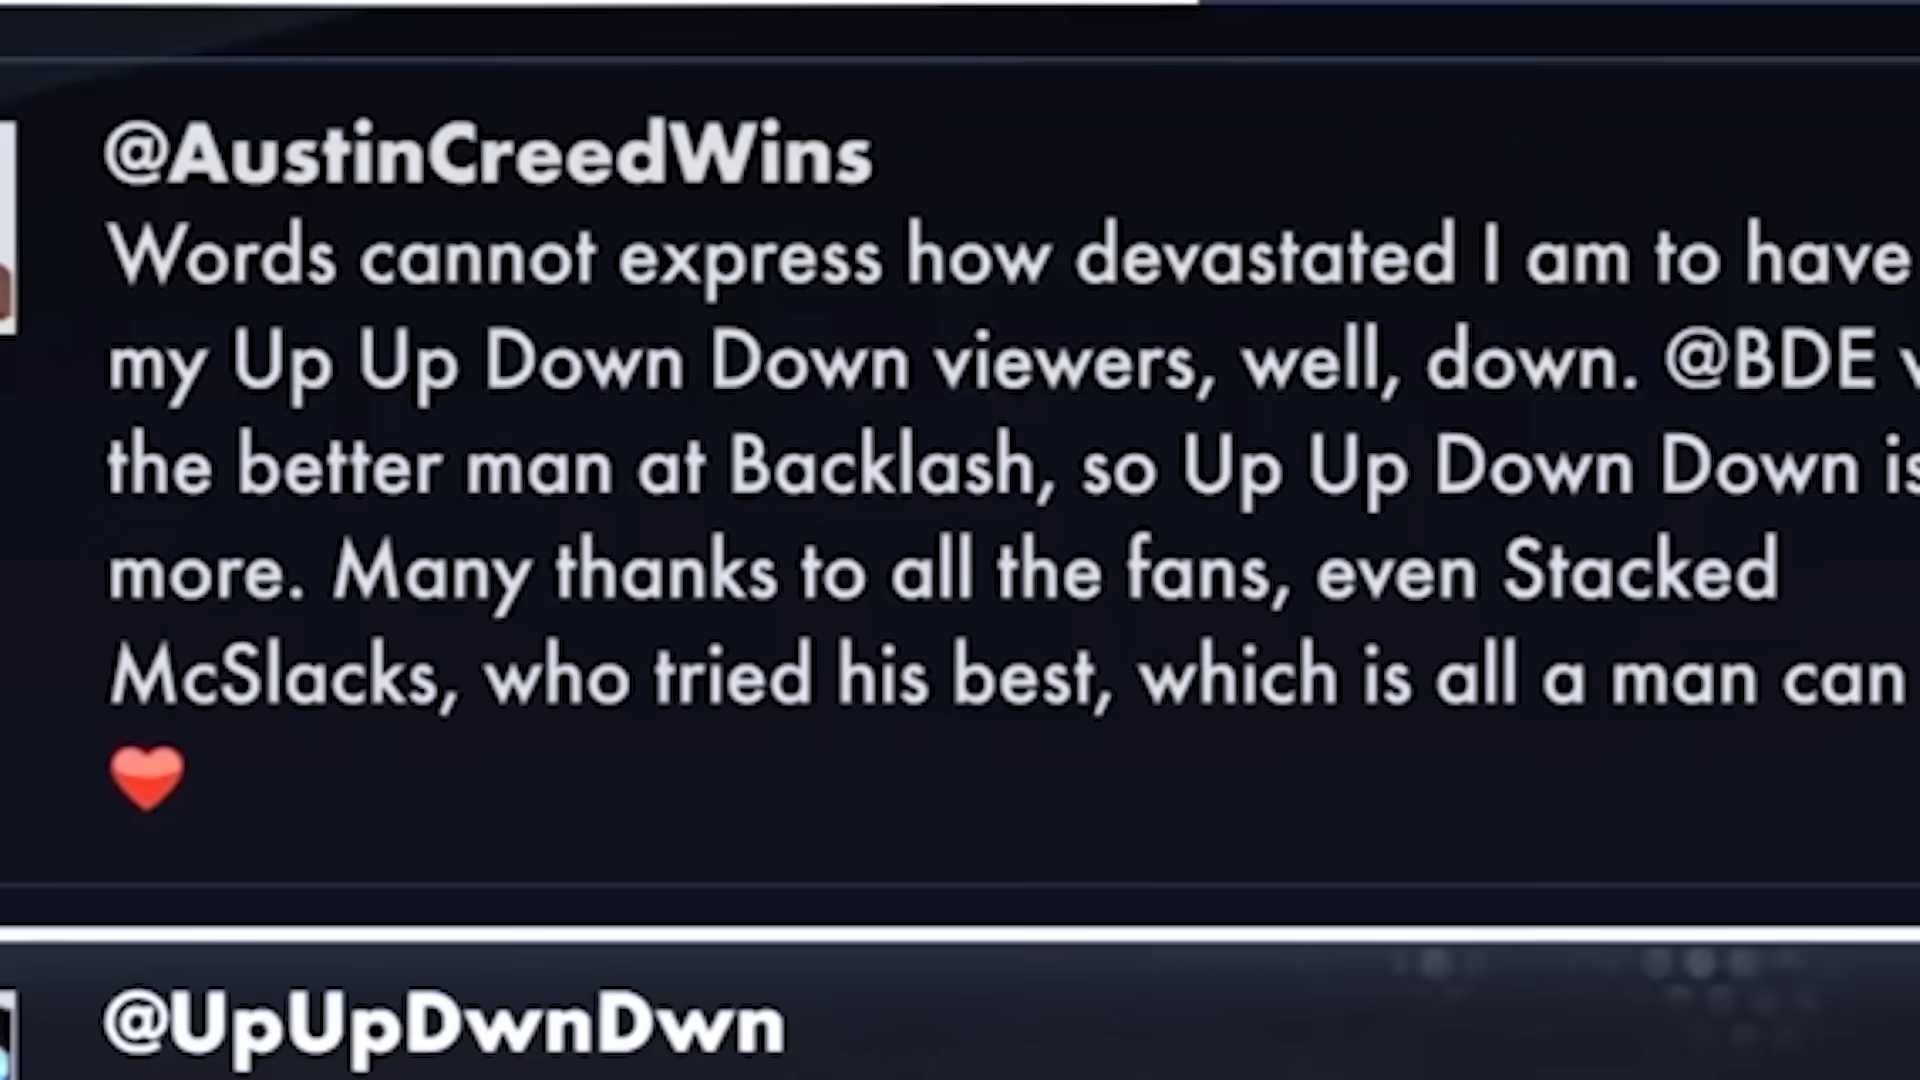 @AustinCreedWins
Words cannot express how devastated I am to have
my Up Up Down Down viewers, well, down. @BDE
the better man at Backlash, so Up Up Down Down is
more. Many thanks to all the fans, even Stacked
McSlacks, who tried his best, which is all a man can
❤️
@UpUpDwnDwn